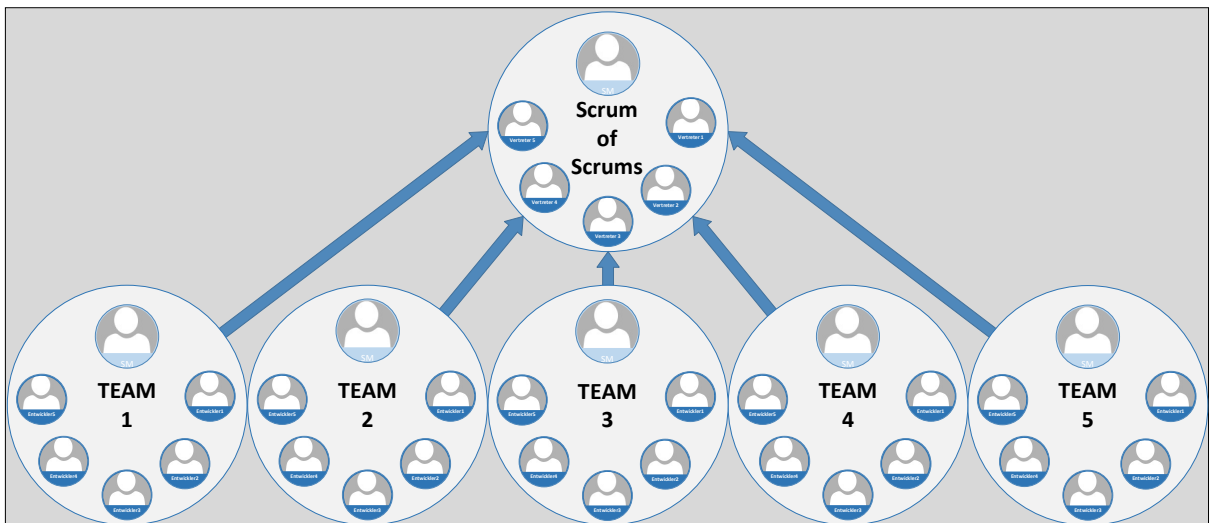 SM
Scrum
of
Scrums
Vertreter 5
Vertreter 1
Vertreter 4
Vertreter 2
Vertreter 3
SM
TEAM
1
Entwickler5
Entwickler1
Entwickler4
Entwickler2
Entwickler3
SM
TEAM
2
Entwickler5
Entwickler1
Entwickler4
Entwickler2
Entwickler3
SM
TEAM
3
Entwickler5
Entwickler1
Entwickler4
Entwickler2
Entwickler3
SM
TEAM
4
Entwickler5
Entwickler1
Entwickler4
Entwickler2
Entwickler3
SM
TEAM
5
Entwickler5
Entwickler1
Entwickler4
Entwickler2
Entwickler3